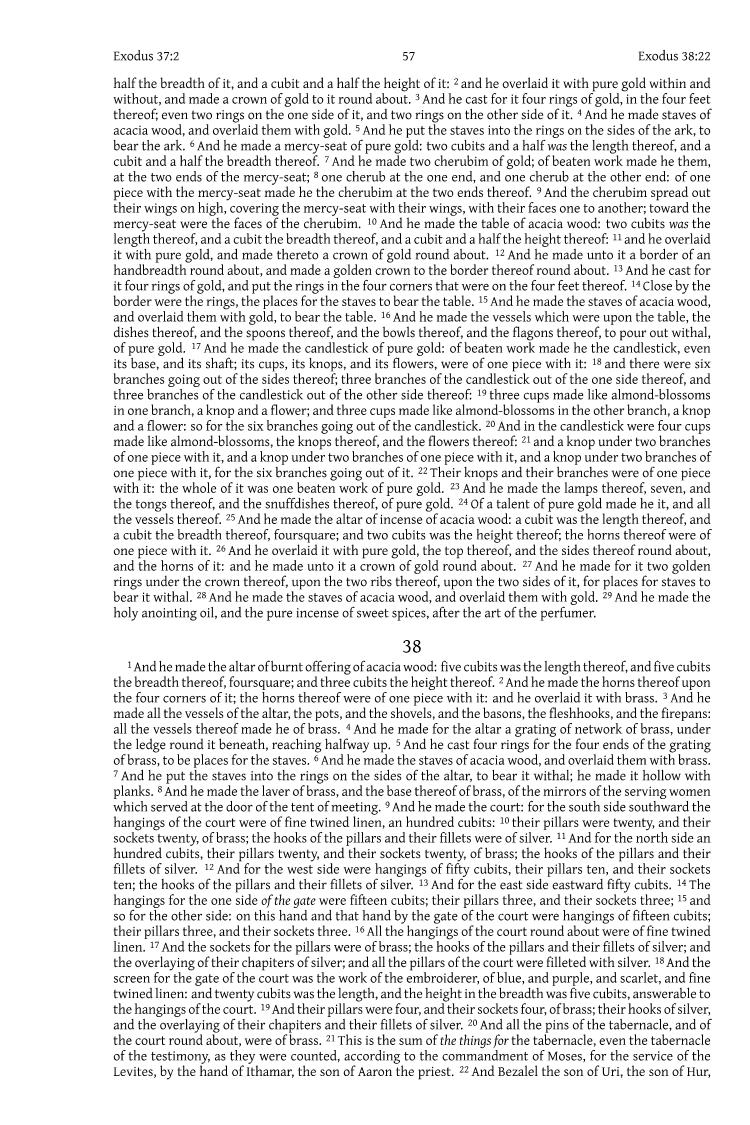 Exodus 37:2 57 Exodus 38:22
half the breadth of it, and a cubit and a half the height of it: 2 and he overlaid it with pure gold within and
without, and made a crown of gold to it round about. 3 And he cast for it four rings of gold, in the four feet
thereof; even two rings on the one side of it, and two rings on the other side of it. 4 And he made staves of
acacia wood, and overlaid them with gold. 5 And he put the staves into the rings on the sides of the ark, to
bear the ark. 6 And he made a mercy-seat of pure gold: two cubits and a half was the length thereof, and a
cubit and a half the breadth thereof. 7 And he made two cherubim of gold; of beaten work made he them,
at the two ends of the mercy-seat; 8 one cherub at the one end, and one cherub at the other end: of one
piece with the mercy-seat made he the cherubim at the two ends thereof. 9 And the cherubim spread out
their wings on high, covering the mercy-seat with their wings, with their faces one to another; toward the
mercy-seat were the faces of the cherubim. 10 And he made the table of acacia wood: two cubits was the
length thereof, and a cubit the breadth thereof, and a cubit and a half the height thereof: 11 and he overlaid
it with pure gold, and made thereto a crown of gold round about. 12 And he made unto it a border of an
handbreadth round about, and made a golden crown to the border thereof round about. 13 And he cast for
it four rings of gold, and put the rings in the four corners that were on the four feet thereof. 14 Close by the
border were the rings, the places for the staves to bear the table. 15 And he made the staves of acacia wood,
and overlaid them with gold, to bear the table. 16 And he made the vessels which were upon the table, the
dishes thereof, and the spoons thereof, and the bowls thereof, and the flagons thereof, to pour out withal,
of pure gold. 17 And he made the candlestick of pure gold: of beaten work made he the candlestick, even
its base, and its shaft; its cups, its knops, and its flowers, were of one piece with it: 18 and there were six
branches going out of the sides thereof; three branches of the candlestick out of the one side thereof, and
three branches of the candlestick out of the other side thereof: 19 three cups made like almond-blossoms
in one branch, a knop and a flower; and three cups made like almond-blossoms in the other branch, a knop
and a flower: so for the six branches going out of the candlestick. 20 And in the candlestick were four cups
made like almond-blossoms, the knops thereof, and the flowers thereof: 21 and a knop under two branches
of one piece with it, and a knop under two branches of one piece with it, and a knop under two branches of
one piece with it, for the six branches going out of it. 22 Their knops and their branches were of one piece
with it: the whole of it was one beaten work of pure gold. 23 And he made the lamps thereof, seven, and
the tongs thereof, and the snuffdishes thereof, of pure gold. 24 Of a talent of pure gold made he it, and all
the vessels thereof. 25 And he made the altar of incense of acacia wood: a cubit was the length thereof, and
a cubit the breadth thereof, foursquare; and two cubits was the height thereof; the horns thereof were of
one piece with it. 26 And he overlaid it with pure gold, the top thereof, and the sides thereof round about,
and the horns of it: and he made unto it a crown of gold round about. 27 And he made for it two golden
rings under the crown thereof, upon the two ribs thereof, upon the two sides of it, for places for staves to
bear it withal. 28 And he made the staves of acacia wood, and overlaid them with gold. 29 And he made the
holy anointing oil, and the pure incense of sweet spices, after the art of the perfumer.
38
1 And he made the altar of burnt offering of acacia wood: five cubits was the length thereof, and five cubits
the breadth thereof, foursquare; and three cubits the height thereof. 2 And he made the horns thereof upon
the four corners of it; the horns thereof were of one piece with it: and he overlaid it with brass. 3 And he
made all the vessels of the altar, the pots, and the shovels, and the basons, the fleshhooks, and the firepans:
all the vessels thereof made he of brass. 4 And he made for the altar a grating of network of brass, under
the ledge round it beneath, reaching halfway up. 5 And he cast four rings for the four ends of the grating
of brass, to be places for the staves. 6 And he made the staves of acacia wood, and overlaid them with brass.
7 And he put the staves into the rings on the sides of the altar, to bear it withal; he made it hollow with
planks. 8 And he made the laver of brass, and the base thereof of brass, of the mirrors of the serving women
which served at the door of the tent of meeting. 9 And he made the court: for the south side southward the
hangings of the court were of fine twined linen, an hundred cubits: 10 their pillars were twenty, and their
sockets twenty, of brass; the hooks of the pillars and their fillets were of silver. 11 And for the north side an
hundred cubits, their pillars twenty, and their sockets twenty, of brass; the hooks of the pillars and their
fillets of silver. 12 And for the west side were hangings of fifty cubits, their pillars ten, and their sockets
ten; the hooks of the pillars and their fillets of silver. 13 And for the east side eastward fifty cubits. 14 The
hangings for the one side of the gate were fifteen cubits; their pillars three, and their sockets three; 15 and
so for the other side: on this hand and that hand by the gate of the court were hangings of fifteen cubits;
their pillars three, and their sockets three. 16 All the hangings of the court round about were of fine twined
linen. 17 And the sockets for the pillars were of brass; the hooks of the pillars and their fillets of silver; and
the overlaying of their chapiters of silver; and all the pillars of the court were filleted with silver. 18 And the
screen for the gate of the court was the work of the embroiderer, of blue, and purple, and scarlet, and fine
twined linen: and twenty cubits was the length, and the height in the breadth was five cubits, answerable to
the hangings of the court. 19 And their pillars were four, and their sockets four, of brass; their hooks of silver,
and the overlaying of their chapiters and their fillets of silver. 20 And all the pins of the tabernacle, and of
the court round about, were of brass. 21 This is the sum of the things for the tabernacle, even the tabernacle
of the testimony, as they were counted, according to the commandment of Moses, for the service of the
Levites, by the hand of Ithamar, the son of Aaron the priest. 22 And Bezalel the son of Uri, the son of Hur,